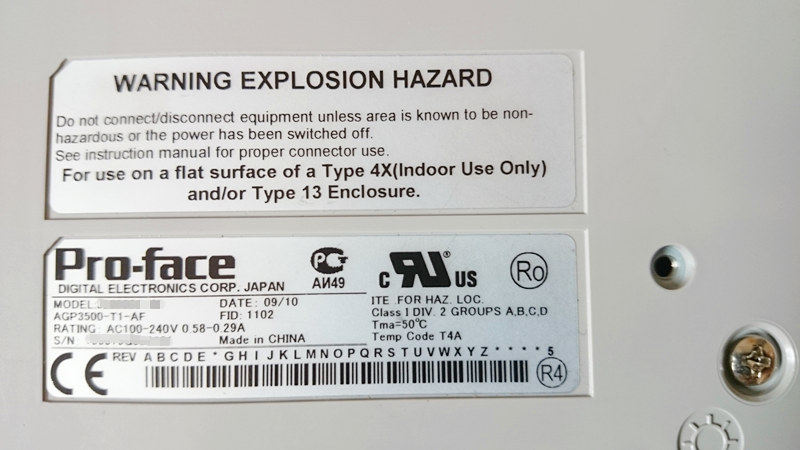 WARNING EXPLOSION HAZARD
Do not connect/disconnect equipment unless area is known to be non-
hazardous or the power has been switched off.
See instruction manual for proper connector use.
For use on a flat surface of a Type 4X(Indoor Use Only)
and/or Type 13 Enclosure.
Pro-face
DIGITAL ELECTRONICS CORP. JAPAN
MODEL:
DATE: 09/10
AGP3500-T1-AF
FID: 1102
RATING: AC100-240V 0.58-0.29A
S/N
Made in CHINA
РС
АИ49
c RU US
Ro
ITE FOR HAZ. LOC.
Class I DIV. 2 GROUPS A,B,C,D
Tma=50℃
Temp Code T4A
REV A B C D E * G H I J K L M N O P Q R S T U V W X Y Z * * * * 5
CE
R4